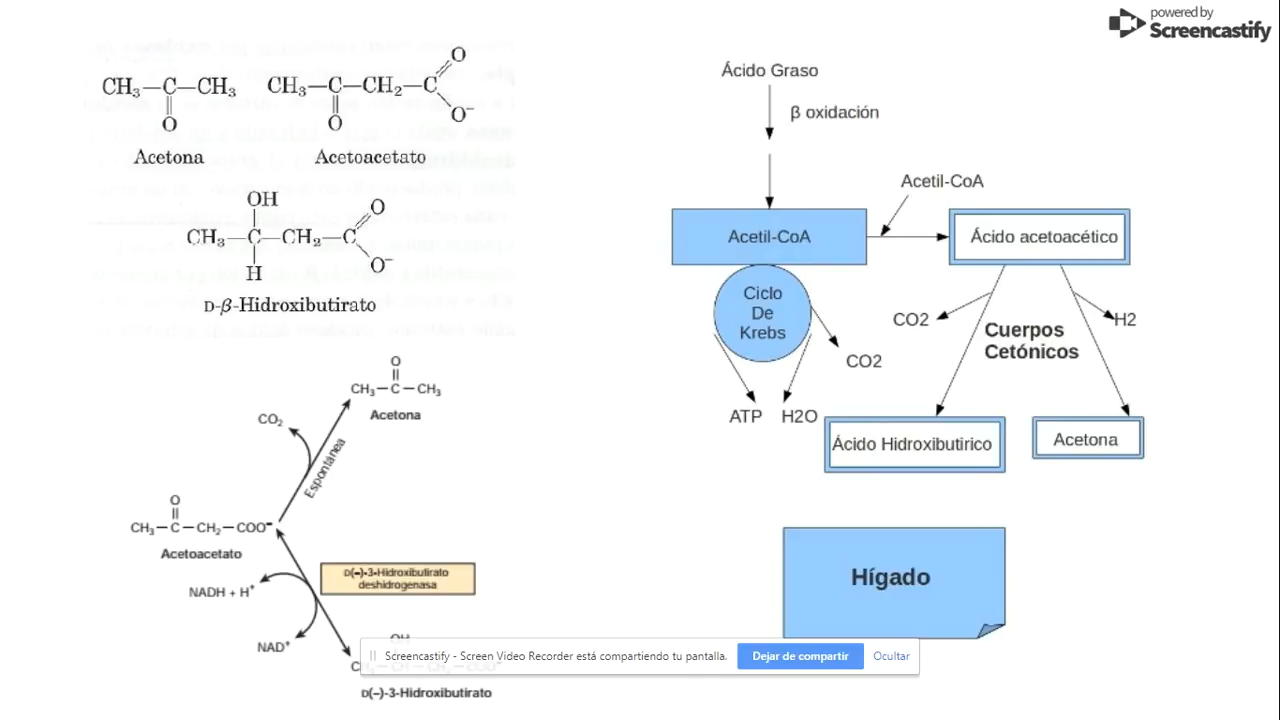 powered by
Screencastify
CH₃—C—CH₃
O
Acetona
CH₃—C—CH₂—C
O
O
O⁻
Acetoacetato
OH
CH₃—C—CH₂—C
H
O
O⁻
D-β-Hidroxibutirato
O
CH₃—C—CH₃
Acetona
CO₂
Espontánea
O
CH₃—C—CH₂—COO⁻
Acetoacetato
D(–)-3-Hidroxibutirato
deshidrogenasa
NADH + H⁺
NAD⁺
OH
D(–)-3-Hidroxibutirato
Ácido Graso
β oxidación
Acetil-CoA
Acetil-CoA
Ácido acetoacético
Ciclo
De
Krebs
CO2
ATP
H2O
CO2
H2
Cuerpos
Cetónicos
Ácido Hidroxibutirico
Acetona
Hígado
Screencastify - Screen Video Recorder está compartiendo tu pantalla.
Dejar de compartir
Ocultar